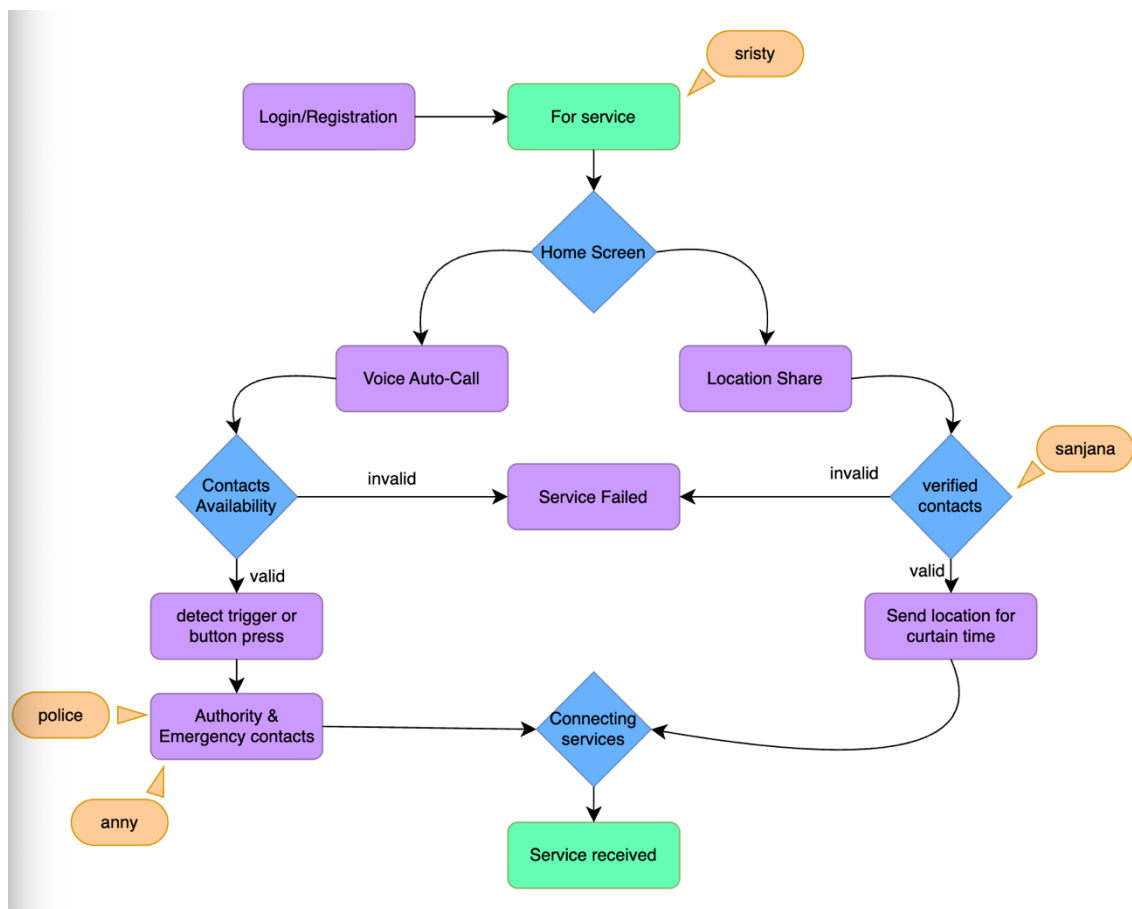 sristy
Login/Registration
For service
Home Screen
Voice Auto-Call
Location Share
sanjana
Contacts
Availability
invalid
Service Failed
invalid
verified
contacts
valid
valid
detect trigger or
button press
Send location for
curtain time
police
Authority &
Emergency contacts
Connecting
services
anny
Service received